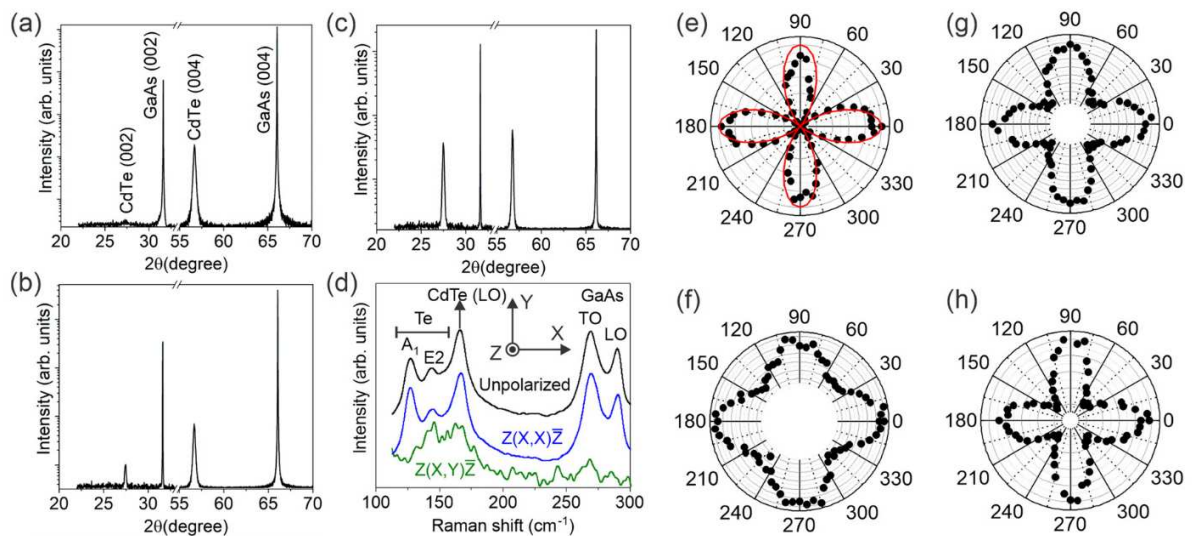 (a)
Intensity (arb. units)
CdTe (002)
GaAs (002)
CdTe (004)
GaAs (004)
20 25 30 55 60 65 70
2θ(degree)
(b)
Intensity (arb. units)
20 25 30 55 60 65 70
2θ(degree)
(c)
Intensity (arb. units)
20 25 30 55 60 65 70
2θ(degree)
(d)
Intensity (arb. units)
CdTe (LO)
Te
A1
E2
Y
X
Z
GaAs
TO
LO
Unpolarized
Z(X,X)Z̅
Z(X,Y)Z̅
100 150 200 250 300
Raman shift (cm⁻¹)
(e)
90
120 60
150 30
180 0
210 330
240 300
270
(f)
90
120 60
150 30
180 0
210 330
240 300
270
(g)
90
120 60
150 30
180 0
210 330
240 300
270
(h)
90
120 60
150 30
180 0
210 330
240 300
270